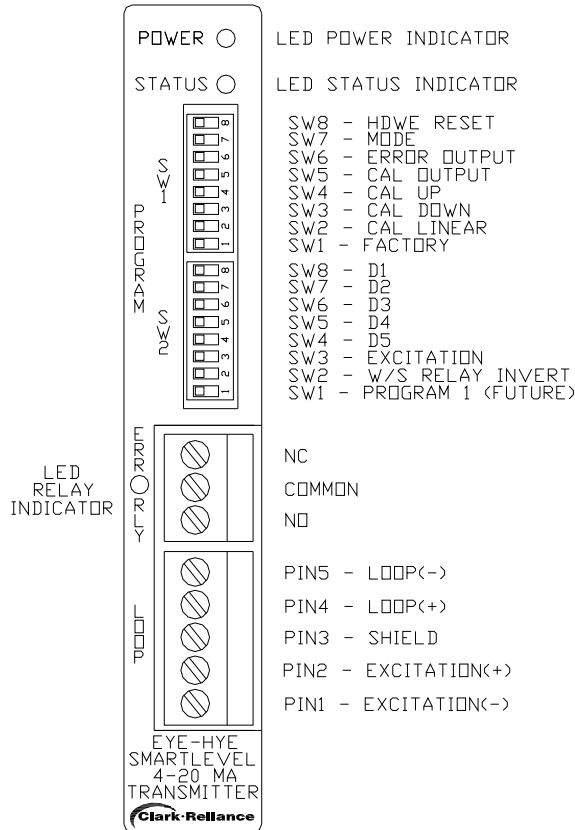 POWER LED POWER INDICATOR
STATUS LED STATUS INDICATOR
PROGRAM
SW1
8
7
6
5
4
3
2
1
SW8 - HDWE RESET
SW7 - MODE
SW6 - ERROR OUTPUT
SW5 - CAL OUTPUT
SW4 - CAL UP
SW3 - CAL DOWN
SW2 - CAL LINEAR
SW1 - FACTORY
SW2
8
7
6
5
4
3
2
1
SW8 - D1
SW7 - D2
SW6 - D3
SW5 - D4
SW4 - D5
SW3 - EXCITATION
SW2 - W/S RELAY INVERT
SW1 - PROGRAM 1 (FUTURE)
LED
RELAY
INDICATOR
ERR RLY
NC
COMMON
NO
LOOP
PIN5 - LOOP(-)
PIN4 - LOOP(+)
PIN3 - SHIELD
PIN2 - EXCITATION(+)
PIN1 - EXCITATION(-)
EYE-HYE
SMARTLEVEL
4-20 MA
TRANSMITTER
Clark·Reliance